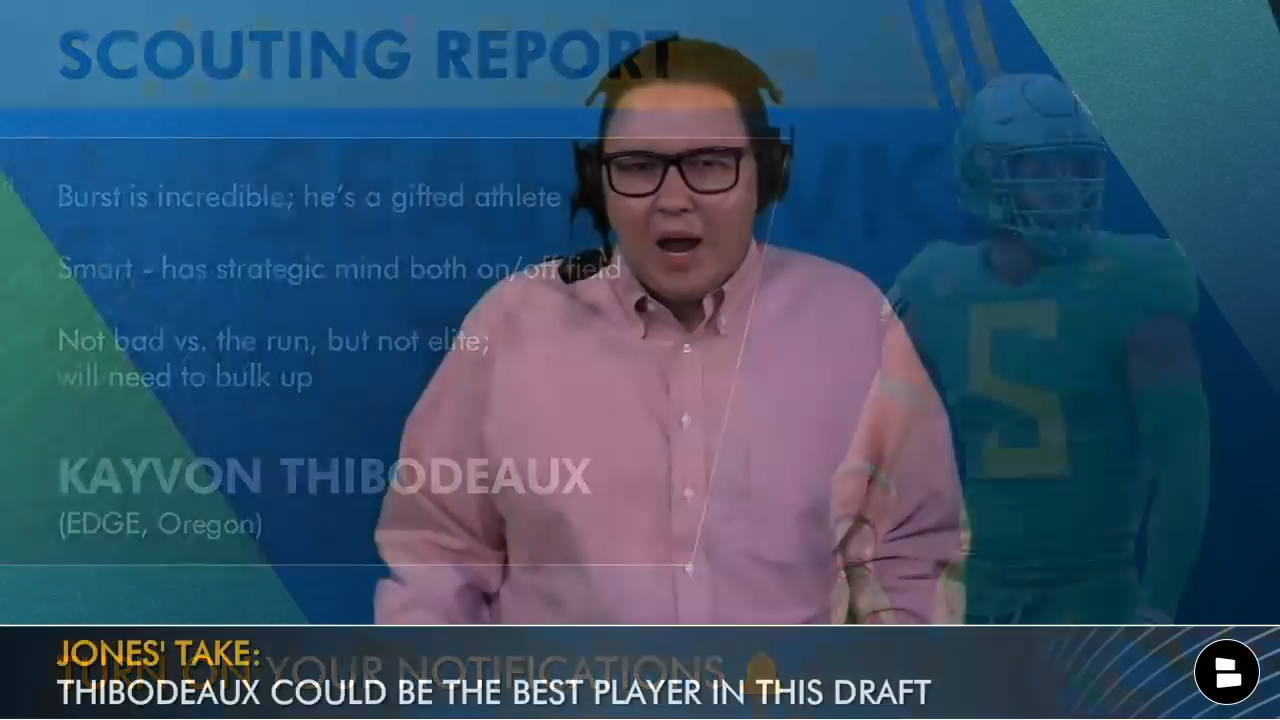 SCOUTING REPORT
Burst is incredible; he's a gifted athlete
Smart - has strategic mind both on/off field
Not bad vs. the run, but not elite;
will need to bulk up
KAYVON THIBODEAUX
(EDGE, Oregon)
5
JONES' TAKE:
TURN ON YOUR NOTIFICATIONS
THIBODEAUX COULD BE THE BEST PLAYER IN THIS DRAFT